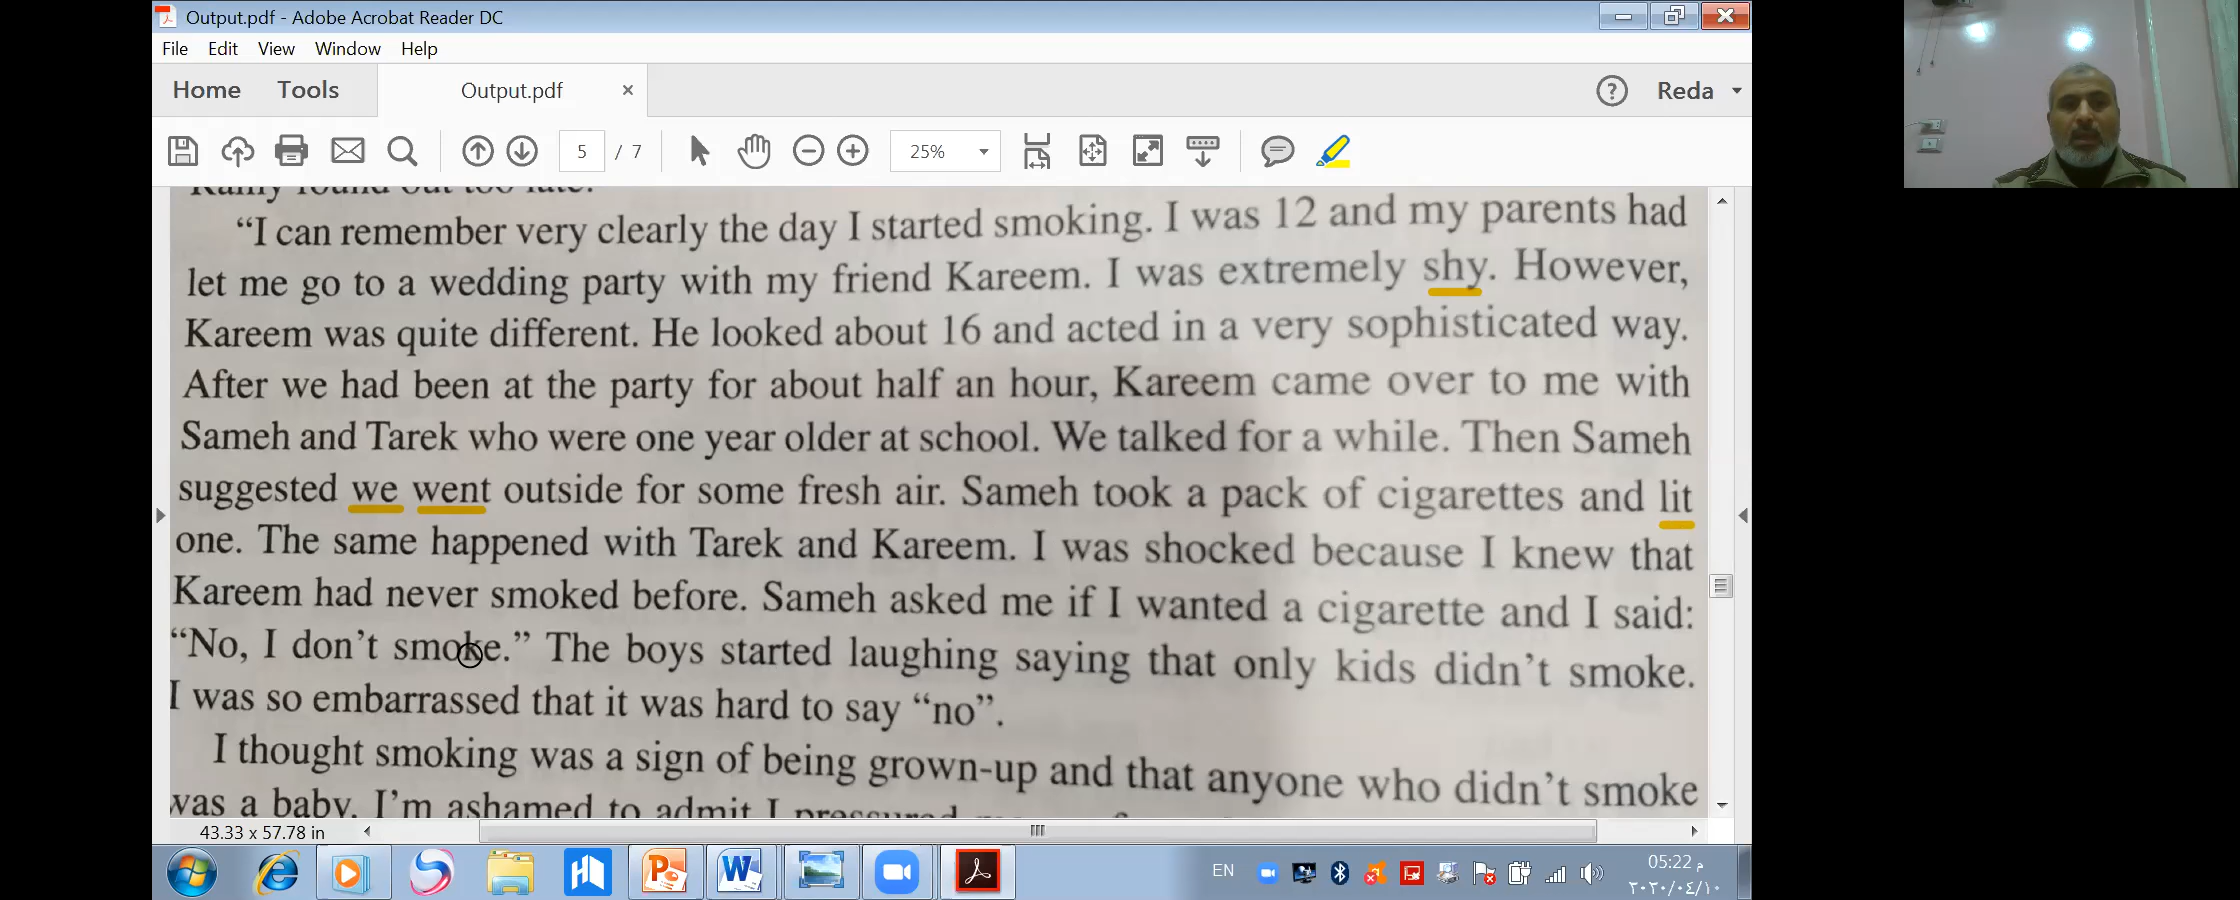 Output.pdf - Adobe Acrobat Reader DC
File Edit View Window Help
Home Tools Output.pdf × ? Reda
5 / 7 25%
found out too late.
“I can remember very clearly the day I started smoking. I was 12 and my parents had
let me go to a wedding party with my friend Kareem. I was extremely shy. However,
Kareem was quite different. He looked about 16 and acted in a very sophisticated way.
After we had been at the party for about half an hour, Kareem came over to me with
Sameh and Tarek who were one year older at school. We talked for a while. Then Sameh
suggested we went outside for some fresh air. Sameh took a pack of cigarettes and lit
one. The same happened with Tarek and Kareem. I was shocked because I knew that
Kareem had never smoked before. Sameh asked me if I wanted a cigarette and I said:
“No, I don’t smoke.” The boys started laughing saying that only kids didn’t smoke.
I was so embarrassed that it was hard to say “no”.
I thought smoking was a sign of being grown-up and that anyone who didn’t smoke
was a baby. I’m ashamed to admit I pressured
43.33 x 57.78 in
EN 05:22 م
٢٠٢٠/٠٤/١٠